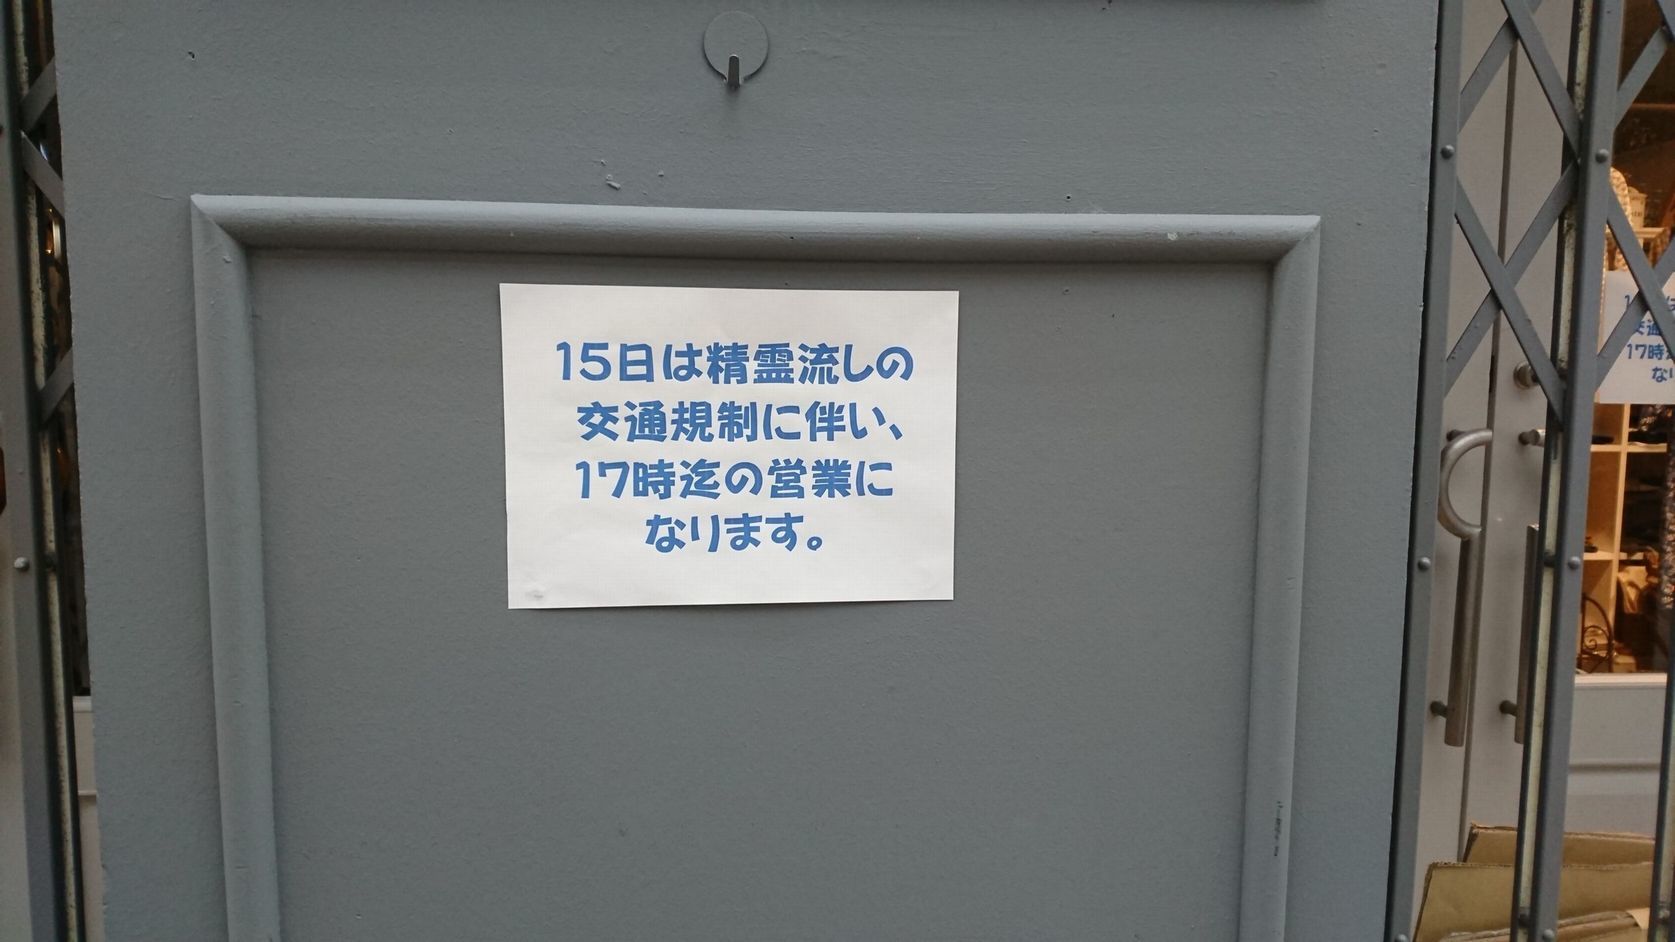 15日は精霊流しの
交通規制に伴い、
17時迄の営業に
なります。